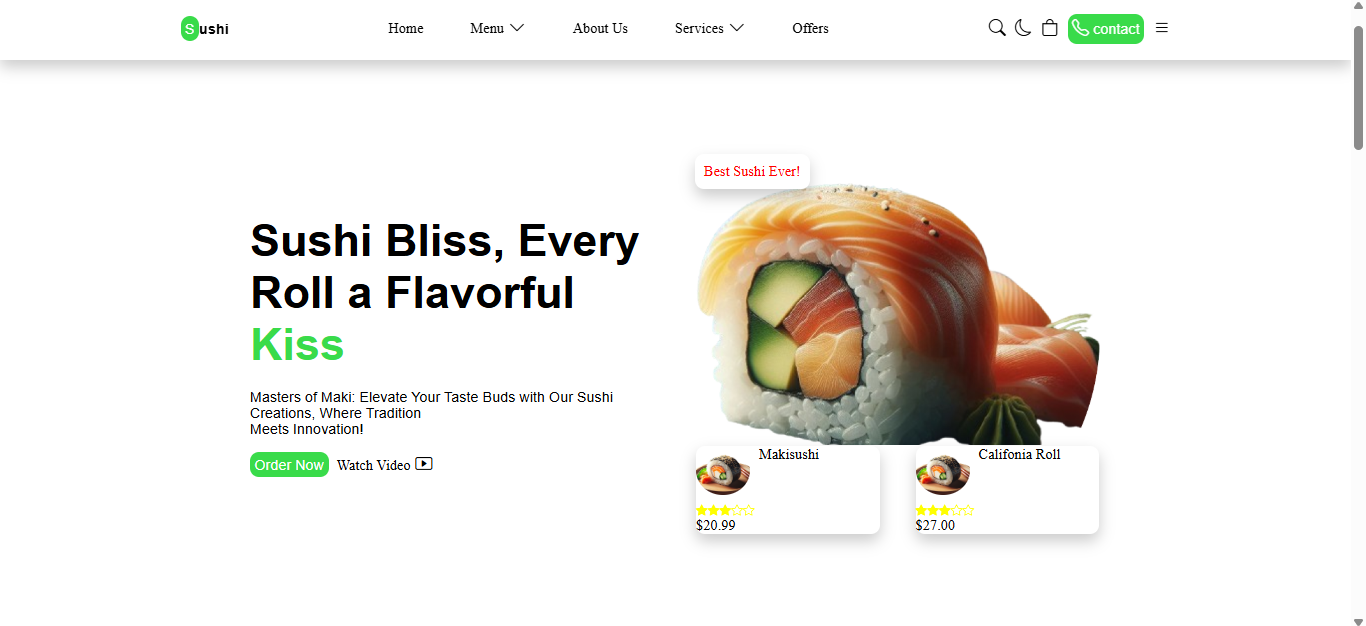 Sushi
Home
Menu
About Us
Services
Offers
contact
Best Sushi Ever!
Sushi Bliss, Every
Roll a Flavorful
Kiss
Masters of Maki: Elevate Your Taste Buds with Our Sushi
Creations, Where Tradition
Meets Innovation!
Order Now
Watch Video
Makisushi
$20.99
Califonia Roll
$27.00